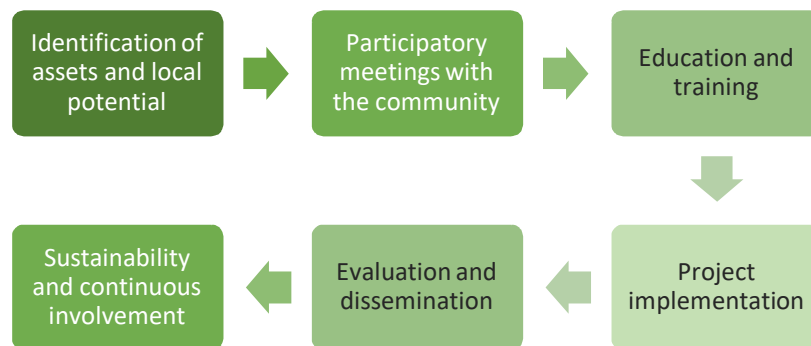 Identification of
assets and local
potential
Participatory
meetings with
the community
Education and
training
Project
implementation
Evaluation and
dissemination
Sustainability
and continuous
involvement